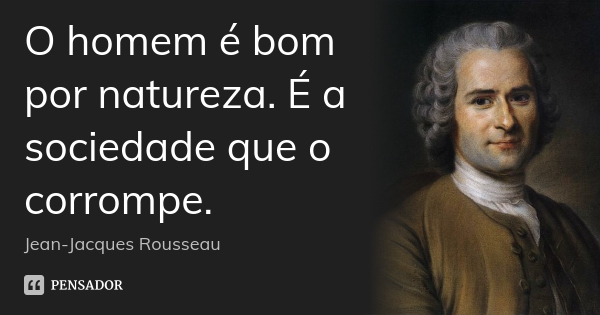 O homem é bom
por natureza. É a
sociedade que o
corrompe.
Jean-Jacques Rousseau
PENSADOR